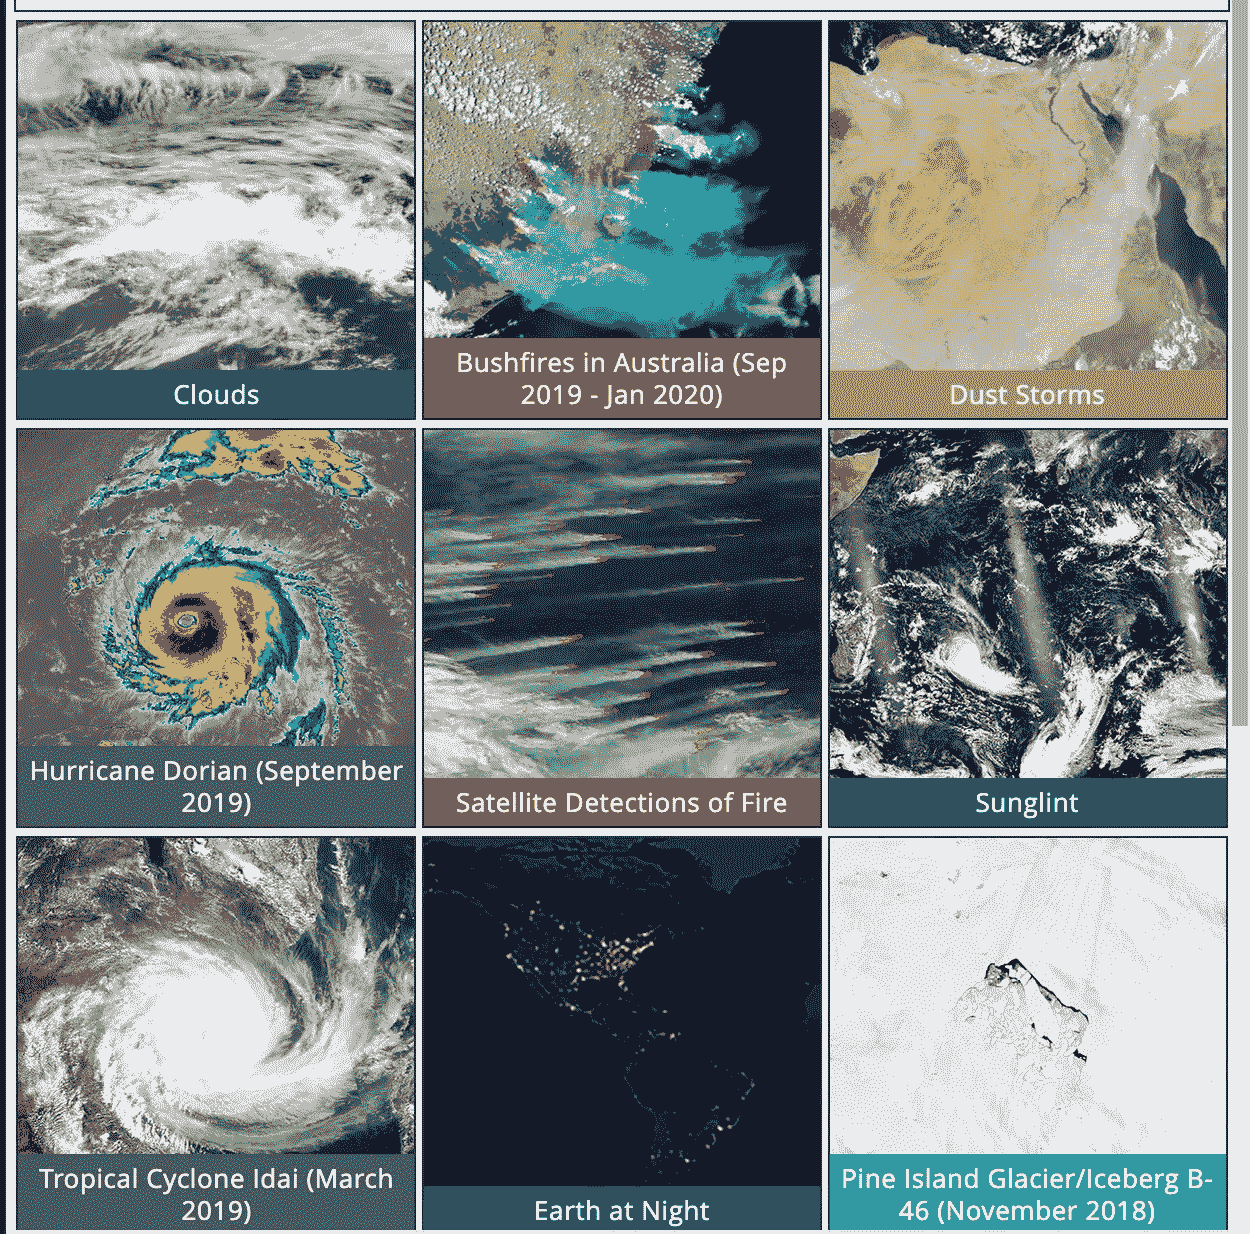 Clouds
Bushfires in Australia (Sep
2019 - Jan 2020)
Dust Storms
Hurricane Dorian (September
2019)
Satellite Detections of Fire
Sunglint
Tropical Cyclone Idai (March
2019)
Earth at Night
Pine Island Glacier/Iceberg B-
46 (November 2018)